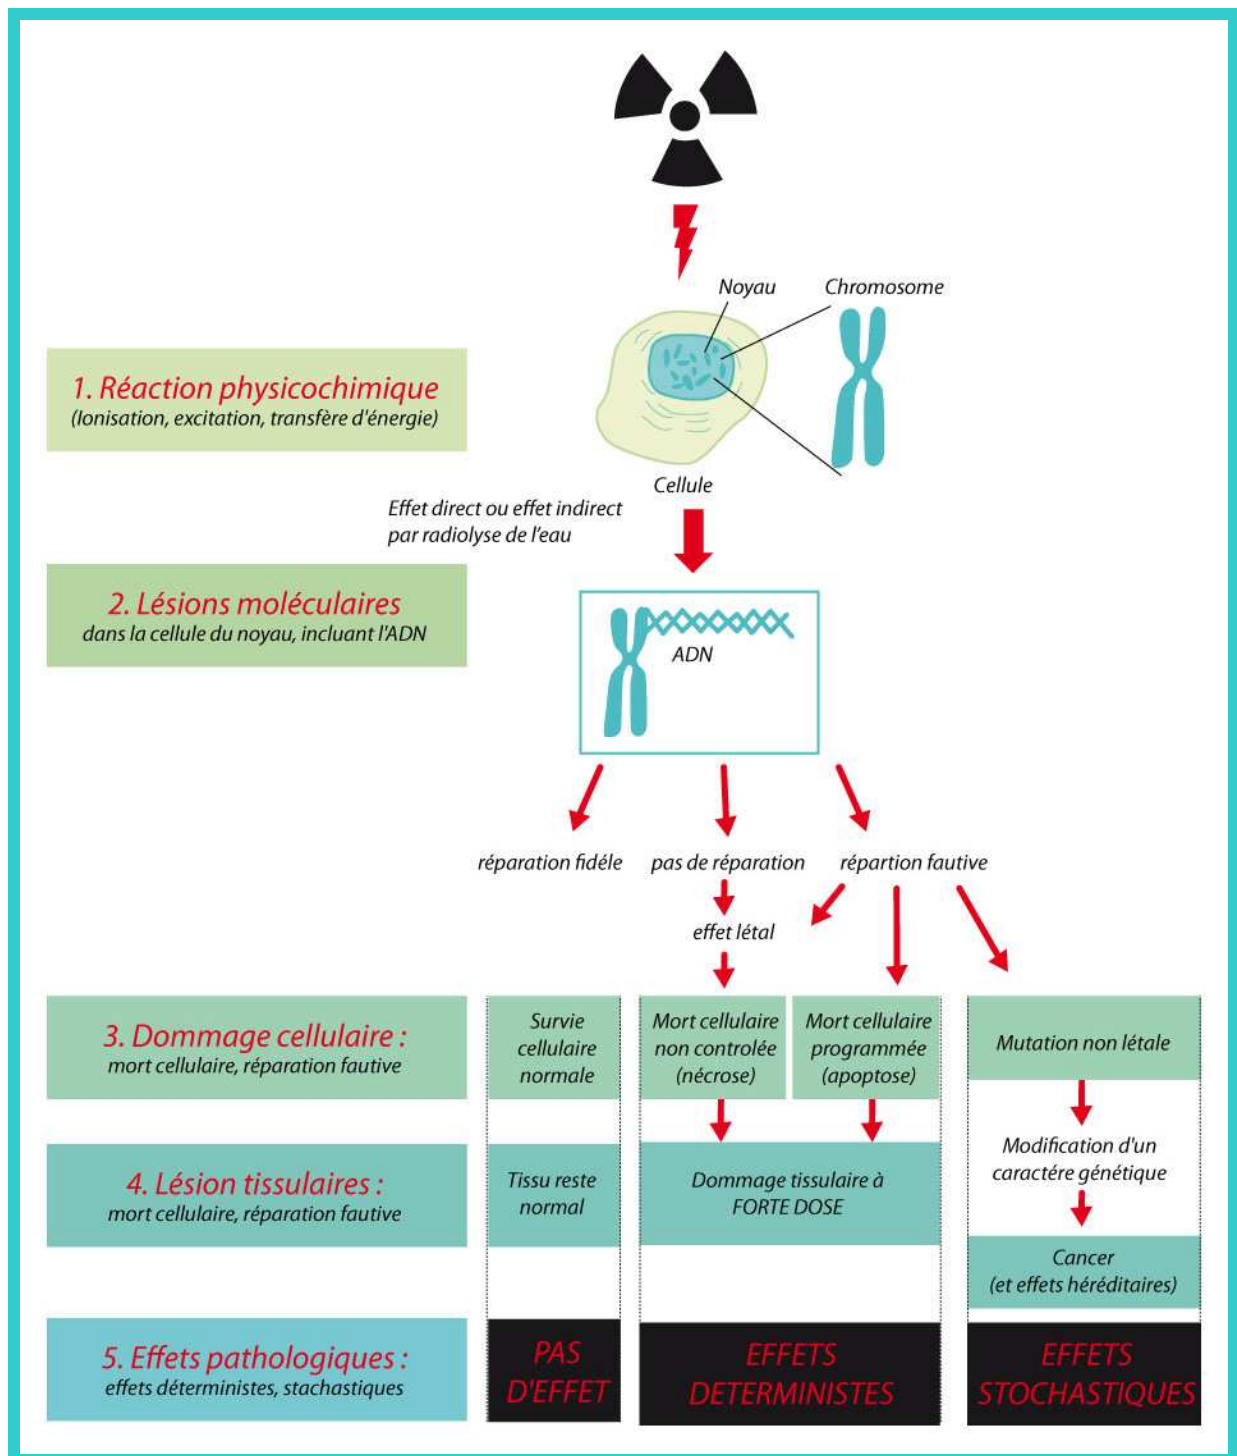 Noyau
Chromosome
1. Réaction physicochimique
(Ionisation, excitation, transfère d'énergie)
Cellule
Effet direct ou effet indirect
par radiolyse de l'eau
2. Lésions moléculaires
dans la cellule du noyau, incluant l'ADN
ADN
réparation fidéle
pas de réparation
répartion fautive
effet létal
3. Dommage cellulaire :
mort cellulaire, réparation fautive
Survie
cellulaire
normale
Mort cellulaire
non controlée
(nécrose)
Mort cellulaire
programmée
(apoptose)
Mutation non létale
Modification d'un
caractére génétique
4. Lésion tissulaires :
mort cellulaire, réparation fautive
Tissu reste
normal
Dommage tissulaire à
FORTE DOSE
Cancer
(et effets héréditaires)
5. Effets pathologiques :
effets déterministes, stachastiques
PAS
D'EFFET
EFFETS
DETERMINISTES
EFFETS
STOCHASTIQUES